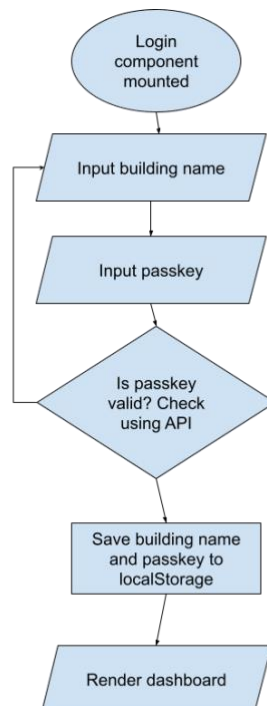 Login
component
mounted
Input building name
Input passkey
Is passkey
valid? Check
using API
Save building name
and passkey to
localStorage
Render dashboard